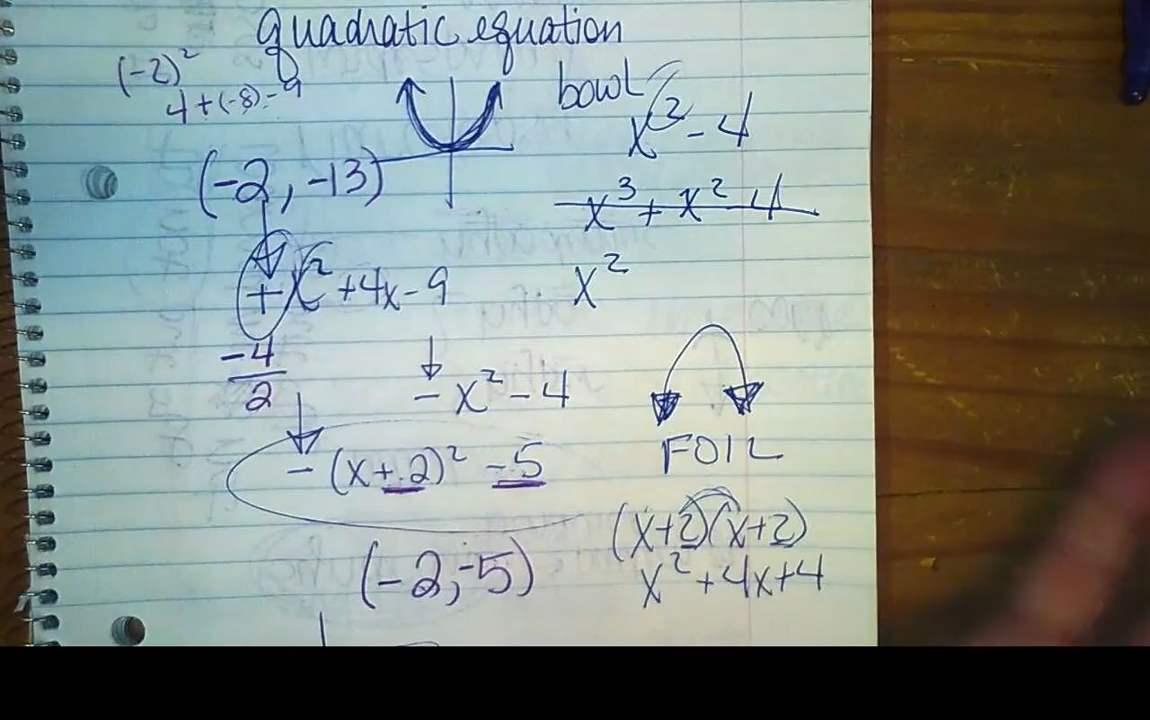 quadratic equation
(-2)²
4 + (-8) - 9
bowl
x² - 4
(-2, -13)
x³ + x² - 4
+x² + 4x - 9
x²
-4
2
- x² - 4
- (x + 2)² - 5
FOIL
(x+2)(x+2)
x² + 4x + 4
(-2, -5)